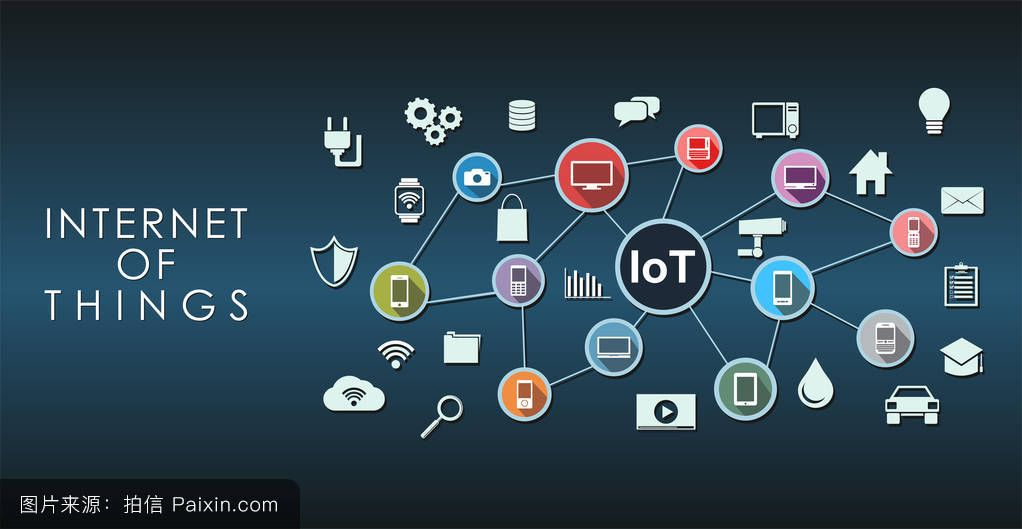 INTERNET
OF
THINGS
IoT
图片来源：拍信 Paixin.com